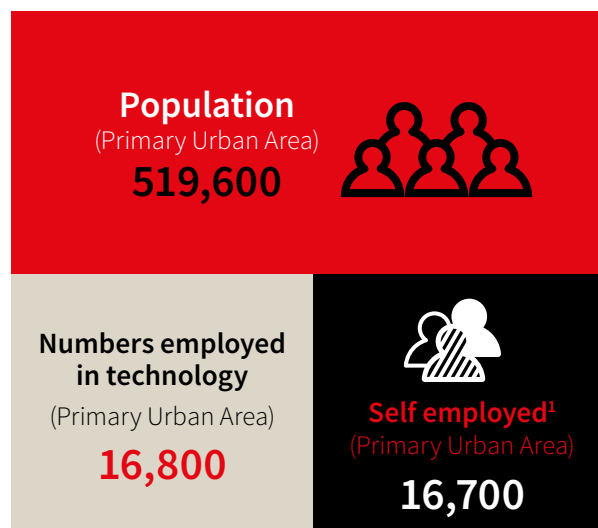 Population
(Primary Urban Area)
519,600
Numbers employed
in technology
(Primary Urban Area)
16,800
Self employed¹
(Primary Urban Area)
16,700